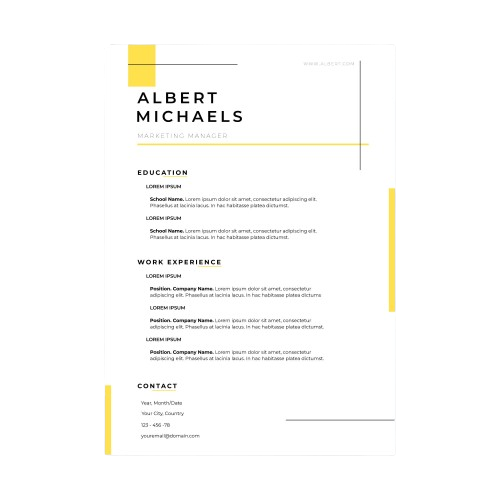 WWW.ALBERT.COM
ALBERT
MICHAELS
MARKETING MANAGER
EDUCATION
LOREM IPSUM
School Name. Lorem ipsum dolor sit amet, consectetur adipiscing elit.
Phasellus at lacinia lacus. In hac habitasse platea dictumst.
LOREM IPSUM
School Name. Lorem ipsum dolor sit amet, consectetur adipiscing elit.
Phasellus at lacinia lacus. In hac habitasse platea dictumst.
WORK EXPERIENCE
LOREM IPSUM
Position. Company Name. Lorem ipsum dolor sit amet, consectetur
adipiscing elit. Phasellus at lacinia lacus. In hac habitasse platea dictums
LOREM IPSUM
Position. Company Name. Lorem ipsum dolor sit amet, consectetur
adipiscing elit. Phasellus at lacinia lacus. In hac habitasse platea dictumst.
LOREM IPSUM
Position. Company Name. Lorem ipsum dolor sit amet, consectetur
adipiscing elit. Phasellus at lacinia lacus. In hac habitasse platea dictumst.
CONTACT
Year, Month/Date
Your City, Country
123 - 456 -78
youremail@domain.com